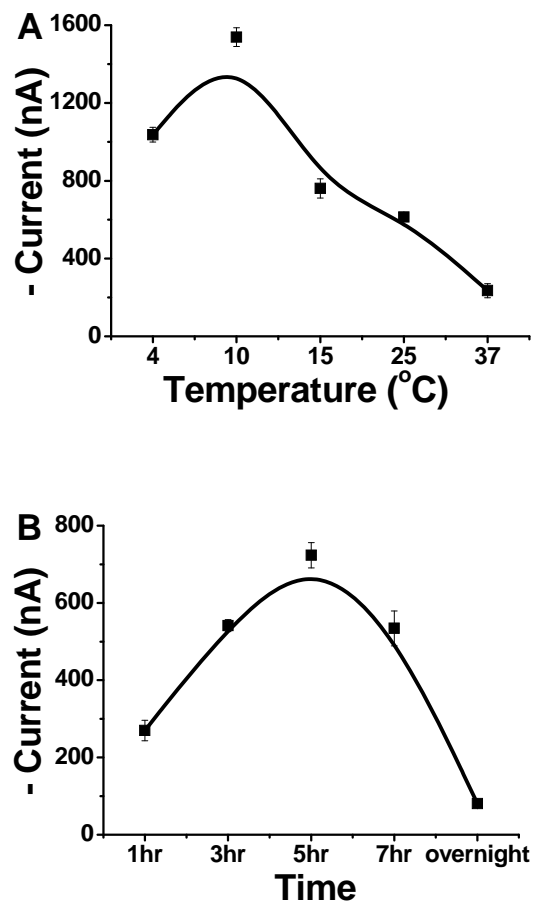 A
1600
1200
800
400
0
- Current (nA)
4 10 15 25 37
Temperature (°C)
B
800
600
400
200
0
- Current (nA)
1hr 3hr 5hr 7hr overnight
Time